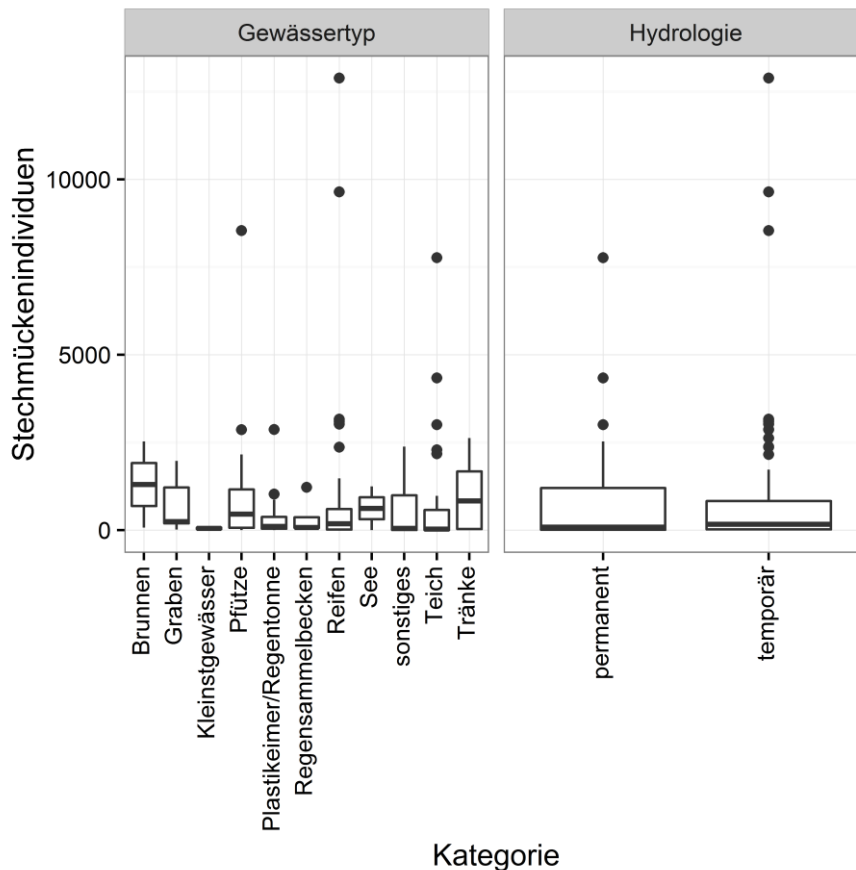 Gewässertyp
Hydrologie
Stechmückenindividuen
10000
5000
0
Brunnen
Graben
Kleinstgewässer
Pfütze
Plastikeimer/Regentonne
Regensammelbecken
Reifen
See
sonstiges
Teich
Tränke
permanent
temporär
Kategorie